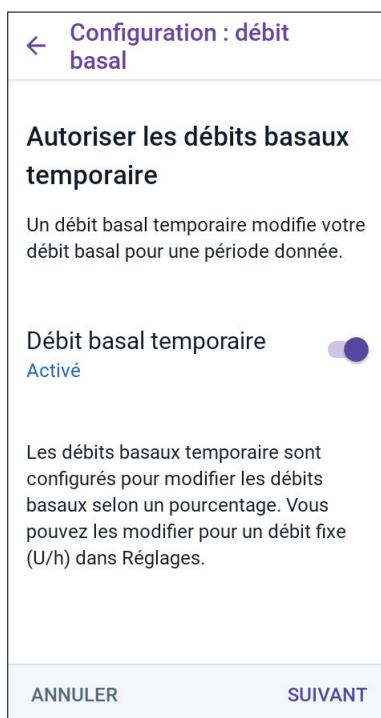 Configuration : débit
basal
Autoriser les débits basaux
temporaire
Un débit basal temporaire modifie votre
débit basal pour une période donnée.
Débit basal temporaire
Activé
Les débits basaux temporaire sont
configurés pour modifier les débits
basaux selon un pourcentage. Vous
pouvez les modifier pour un débit fixe
(U/h) dans Réglages.
ANNULER SUIVANT